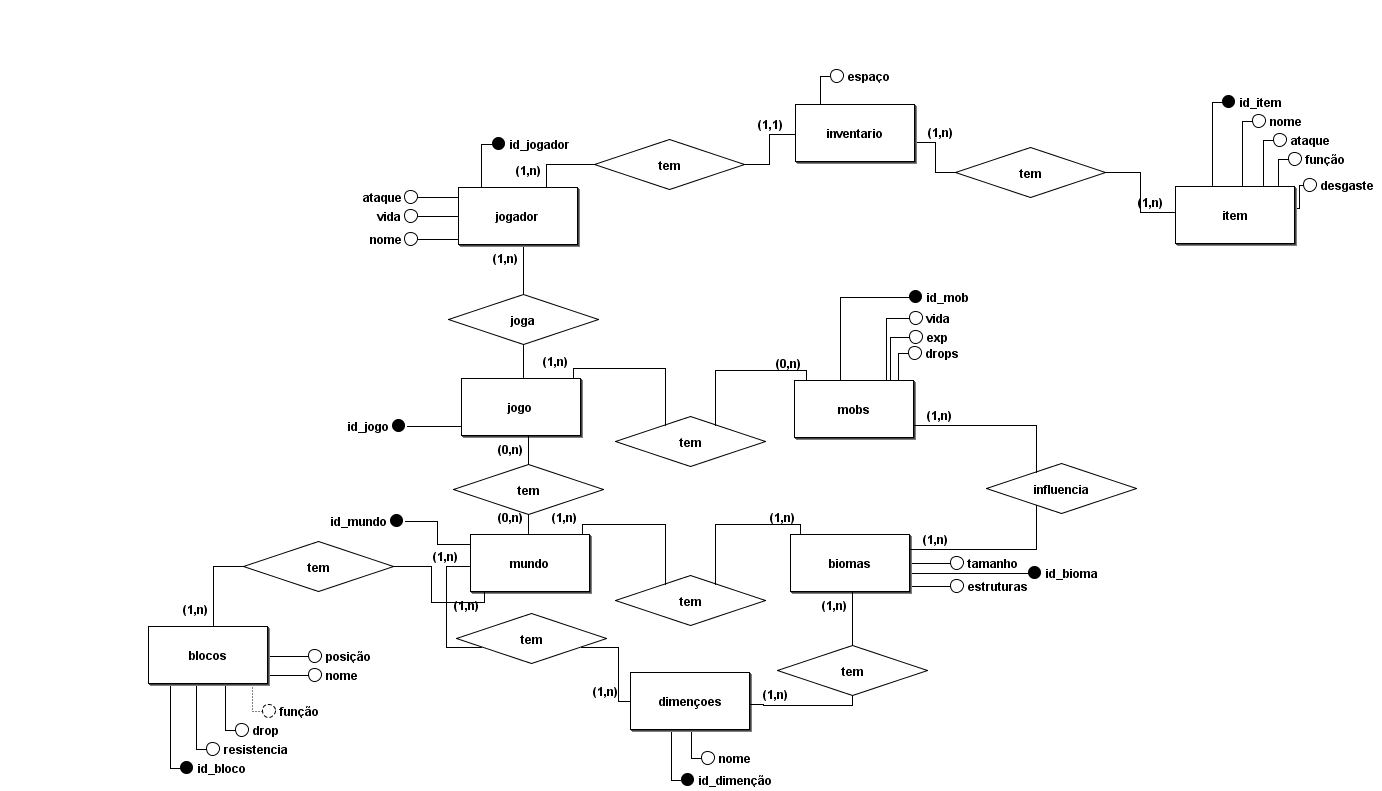 espaço
inventario
(1,1)
(1,n)
tem
id_item
nome
ataque
função
desgaste
item
(1,n)
tem
id_jogador
(1,n)
ataque
vida
nome
jogador
(1,n)
joga
(1,n)
jogo
id_jogo
(0,n)
tem
(0,n)
id_mob
vida
exp
drops
mobs
(1,n)
tem
(0,n)
influencia
(1,n)
id_mundo
(1,n)
(1,n)
mundo
(1,n)
tem
(1,n)
biomas
tamanho
id_bioma
estruturas
(1,n)
tem
(1,n)
blocos
posição
nome
função
drop
resistencia
id_bloco
tem
(1,n)
dimençoes
(1,n)
tem
nome
id_dimenção